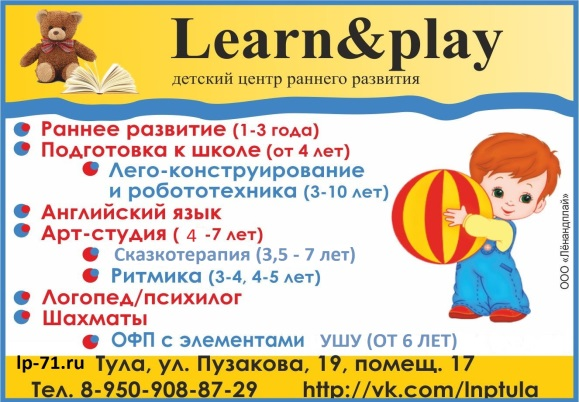 Learn&play
детский центр раннего развития
Раннее развитие (1-3 года)
Подготовка к школе (от 4 лет)
Лего-конструирование
и робототехника (3-10 лет)
Английский язык
Арт-студия ( 4 -7 лет)
Сказкотерапия (3,5 - 7 лет)
Ритмика (3-4, 4-5 лет)
Логопед/психилог
Шахматы
ОФП с элементами УШУ (ОТ 6 ЛЕТ)
ООО «Лёнандплай»
lp-71.ru Тула, ул. Пузакова, 19, помещ. 17
Тел. 8-950-908-87-29 http://vk.com/lnptula